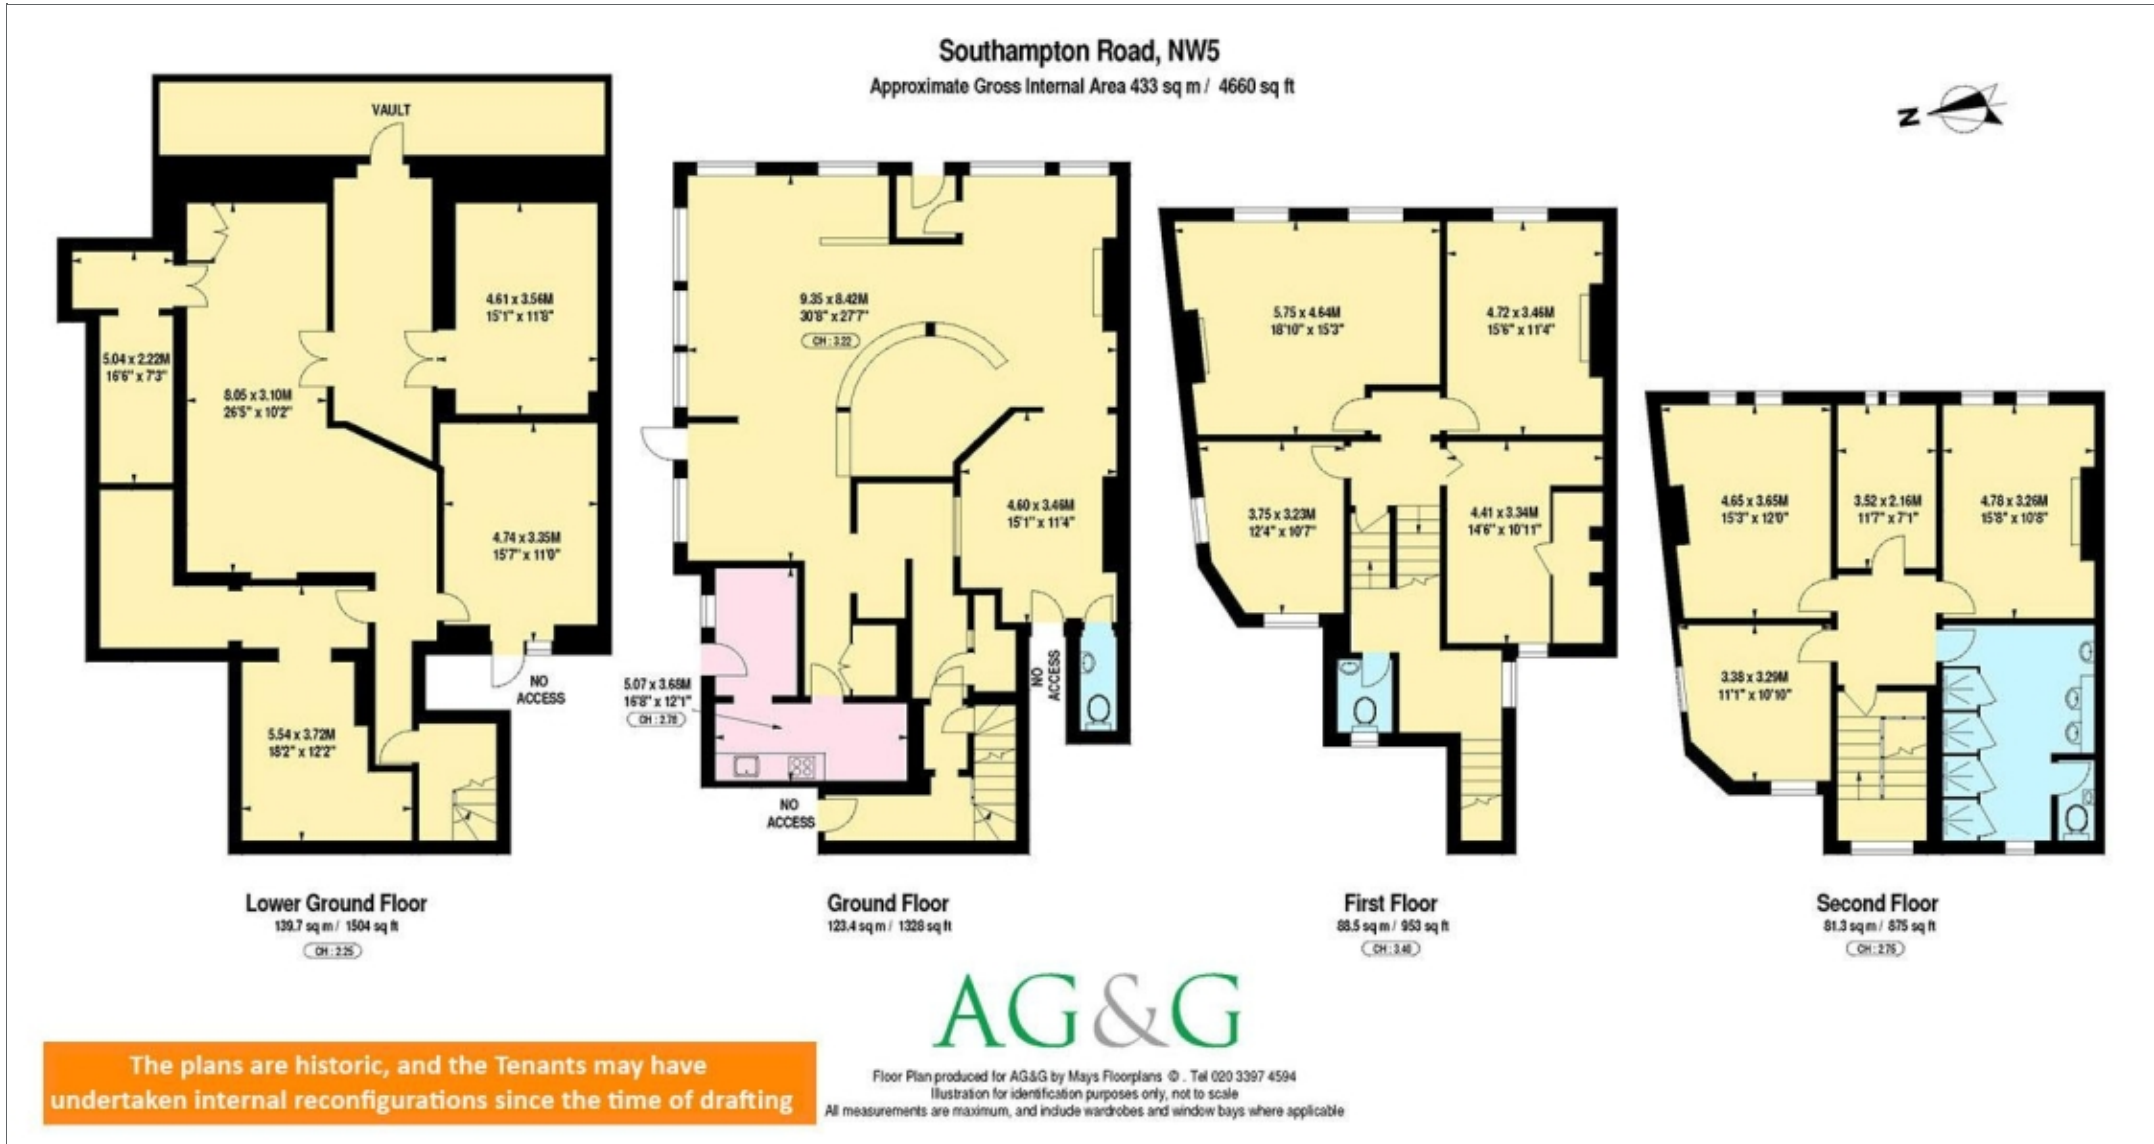 Southampton Road, NW5
Approximate Gross Internal Area 433 sq m / 4660 sq ft
N
VAULT
4.61 x 3.56M
15'1" x 11'8"
5.04 x 2.22M
16'6" x 7'3"
8.05 x 3.10M
26'5" x 10'2"
4.74 x 3.35M
15'7" x 11'0"
NO
ACCESS
5.54 x 3.72M
18'2" x 12'2"
Lower Ground Floor
139.7 sq m / 1504 sq ft
CH : 2.25
9.35 x 8.42M
30'8" x 27'7"
CH : 3.22
4.60 x 3.46M
15'1" x 11'4"
5.07 x 3.68M
16'8" x 12'1"
CH : 2.78
NO
ACCESS
NO
ACCESS
Ground Floor
123.4 sq m / 1328 sq ft
5.75 x 4.64M
18'10" x 15'3"
4.72 x 3.46M
15'6" x 11'4"
3.75 x 3.23M
12'4" x 10'7"
4.41 x 3.34M
14'6" x 10'11"
First Floor
88.5 sq m / 953 sq ft
CH : 3.40
4.65 x 3.65M
15'3" x 12'0"
3.52 x 2.16M
11'7" x 7'1"
4.78 x 3.26M
15'8" x 10'8"
3.38 x 3.29M
11'1" x 10'10"
Second Floor
81.3 sq m / 875 sq ft
CH : 2.76
AG&G
The plans are historic, and the Tenants may have
undertaken internal reconfigurations since the time of drafting
Floor Plan produced for AG&G by Mays Floorplans © . Tel 020 3397 4594
Illustration for identification purposes only, not to scale
All measurements are maximum, and include wardrobes and window bays where applicable